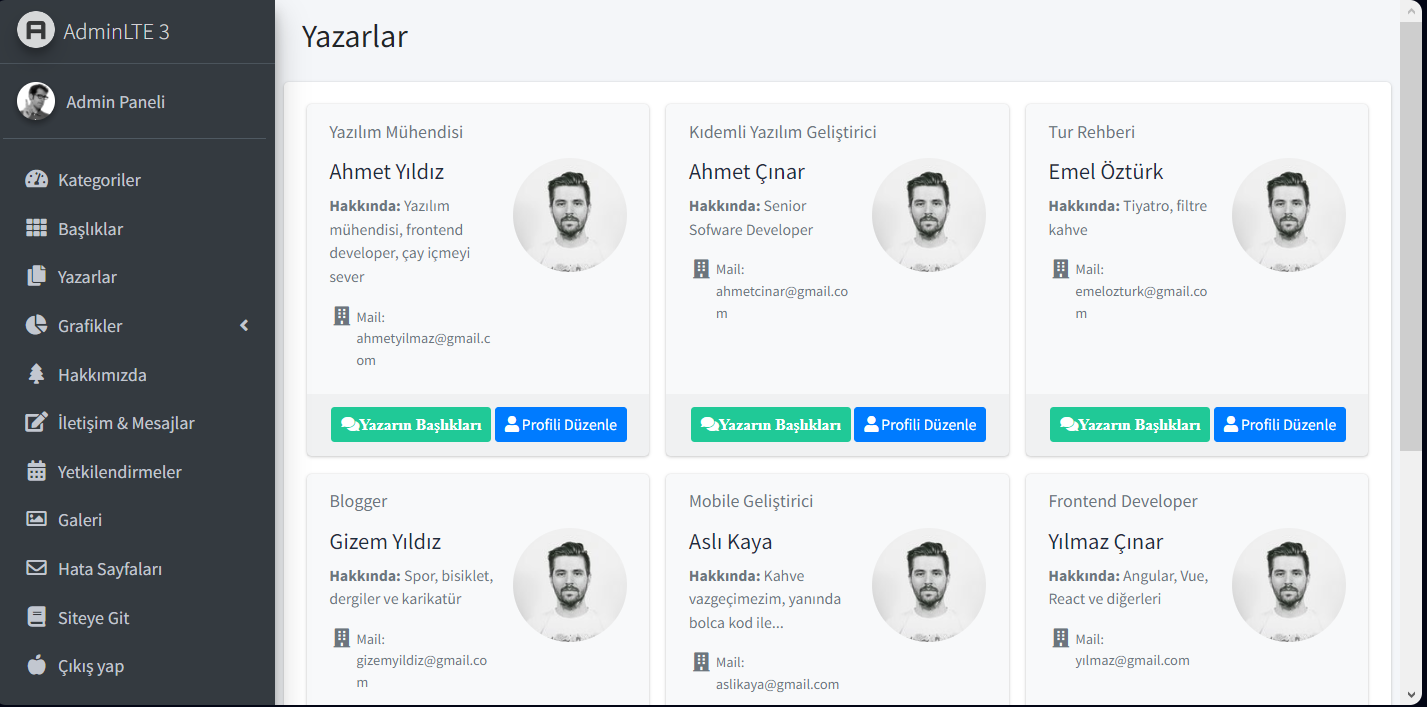 AdminLTE 3
Admin Paneli
Kategoriler
Başlıklar
Yazarlar
Grafikler
Hakkımızda
İletişim & Mesajlar
Yetkilendirmeler
Galeri
Hata Sayfaları
Siteye Git
Çıkış yap
Yazarlar
Yazılım Mühendisi
Ahmet Yıldız
Hakkında: Yazılım
mühendisi, frontend
developer, çay içmeyi
sever
Mail:
ahmetyilmaz@gmail.c
om
Yazarın Başlıkları
Profili Düzenle
Kıdemli Yazılım Geliştirici
Ahmet Çınar
Hakkında: Senior
Sofware Developer
Mail:
ahmetcinar@gmail.co
m
Yazarın Başlıkları
Profili Düzenle
Tur Rehberi
Emel Öztürk
Hakkında: Tiyatro, filtre
kahve
Mail:
emelozturk@gmail.co
m
Yazarın Başlıkları
Profili Düzenle
Blogger
Gizem Yıldız
Hakkında: Spor, bisiklet,
dergiler ve karikatür
Mail:
gizemyildiz@gmail.co
m
Mobile Geliştirici
Aslı Kaya
Hakkında: Kahve
vazgeçimezim, yanında
bolca kod ile...
Mail:
aslikaya@gmail.com
Frontend Developer
Yılmaz Çınar
Hakkında: Angular, Vue,
React ve diğerleri
Mail:
yılmaz@gmail.com